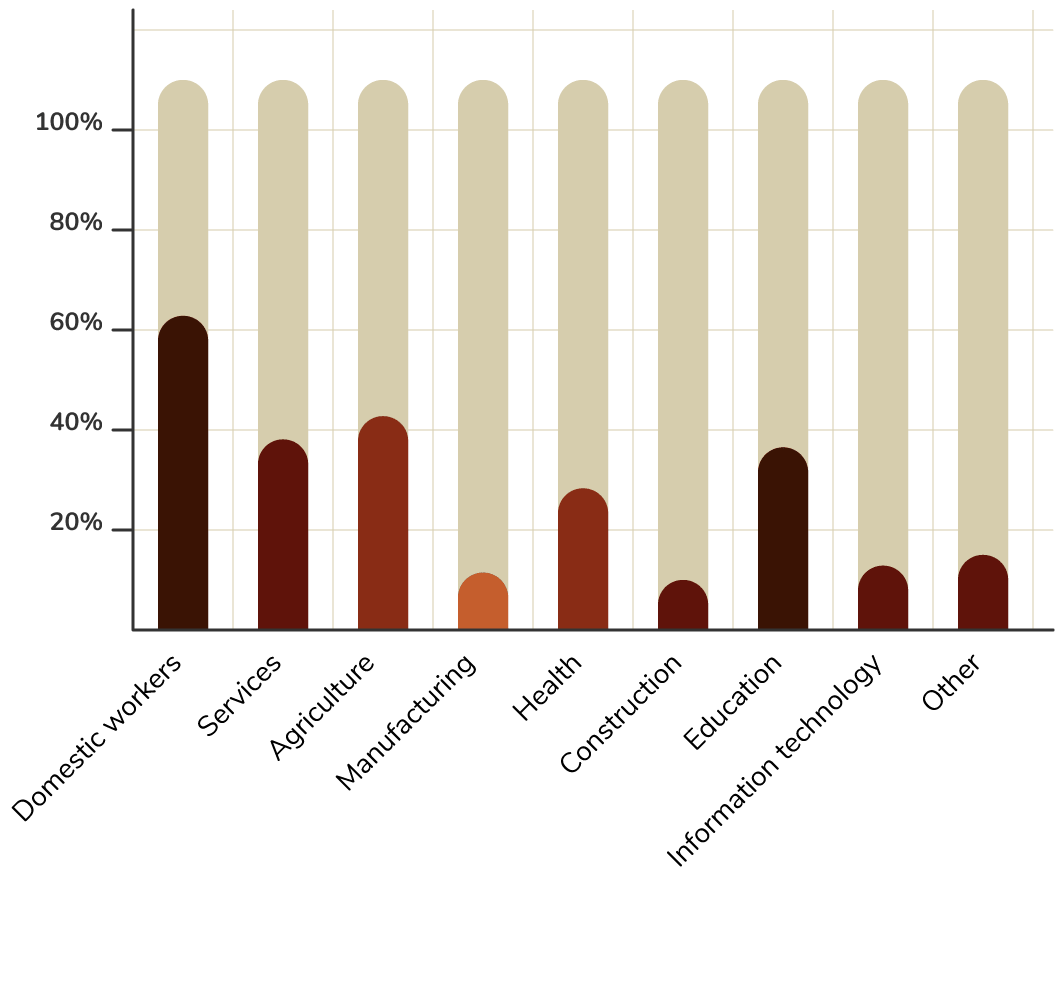 100%
80%
60%
40%
20%
Domestic workers
Services
Agriculture
Manufacturing
Health
Construction
Education
Information technology
Other